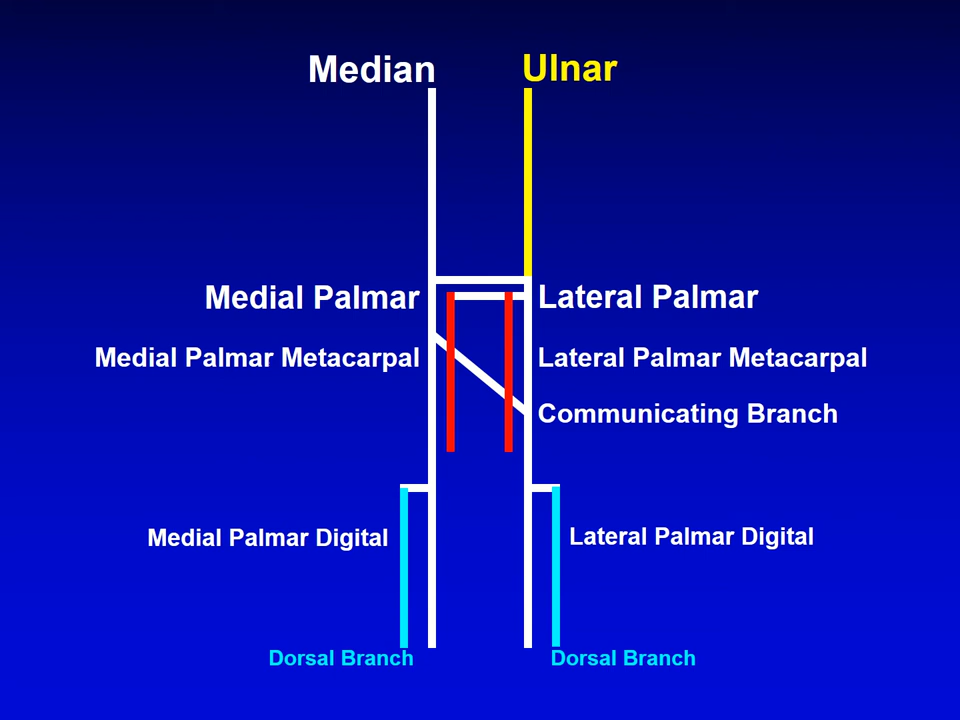 Median
Ulnar
Medial Palmar
Lateral Palmar
Medial Palmar Metacarpal
Lateral Palmar Metacarpal
Communicating Branch
Medial Palmar Digital
Lateral Palmar Digital
Dorsal Branch
Dorsal Branch